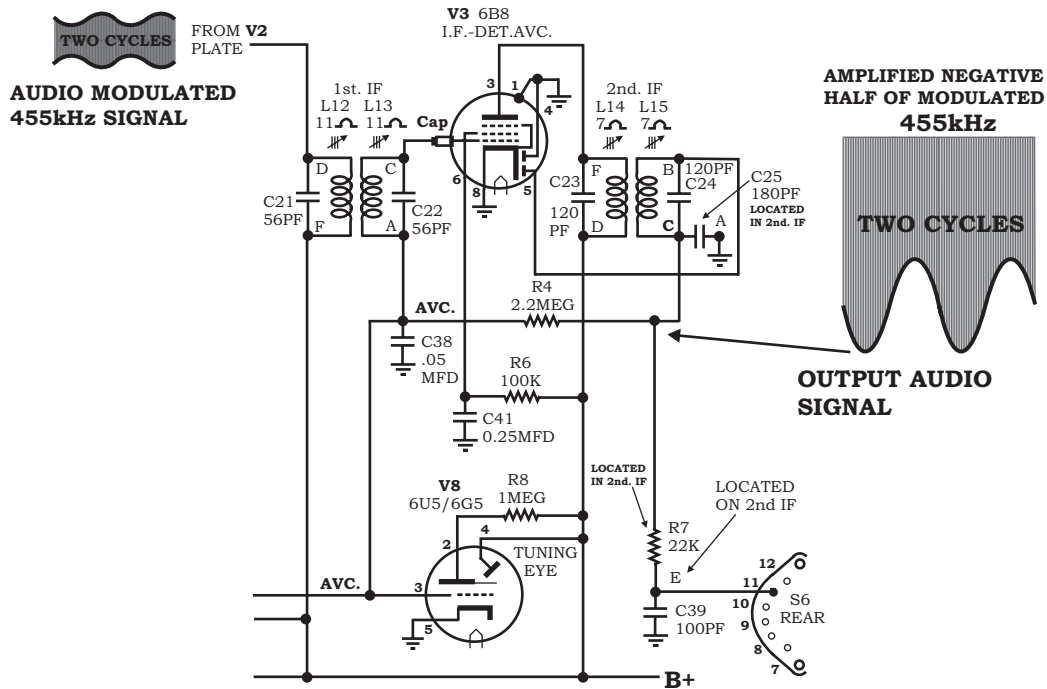 TWO CYCLES
FROM V2
PLATE
AUDIO MODULATED
455kHz SIGNAL
V3 6B8
I.F.-DET.AVC.
3
1
4
6
8
5
Cap
1st. IF
L12 L13
11 11
D
C
F
A
C21
56PF
C22
56PF
2nd. IF
L14 L15
7 7
F
B
D
C
C23
120
PF
120PF
C24
C25
180PF
LOCATED
IN 2nd. IF
A
AMPLIFIED NEGATIVE
HALF OF MODULATED
455kHz
TWO CYCLES
OUTPUT AUDIO
SIGNAL
AVC.
R4
2.2MEG
C38
.05
MFD
R6
100K
C41
0.25MFD
V8
6U5/6G5
R8
1MEG
2
4
TUNING
EYE
AVC.
3
5
LOCATED
IN 2nd. IF
LOCATED
ON 2nd IF
R7
22K
E
C39
100PF
12
11
10
9
8
7
S6
REAR
B+